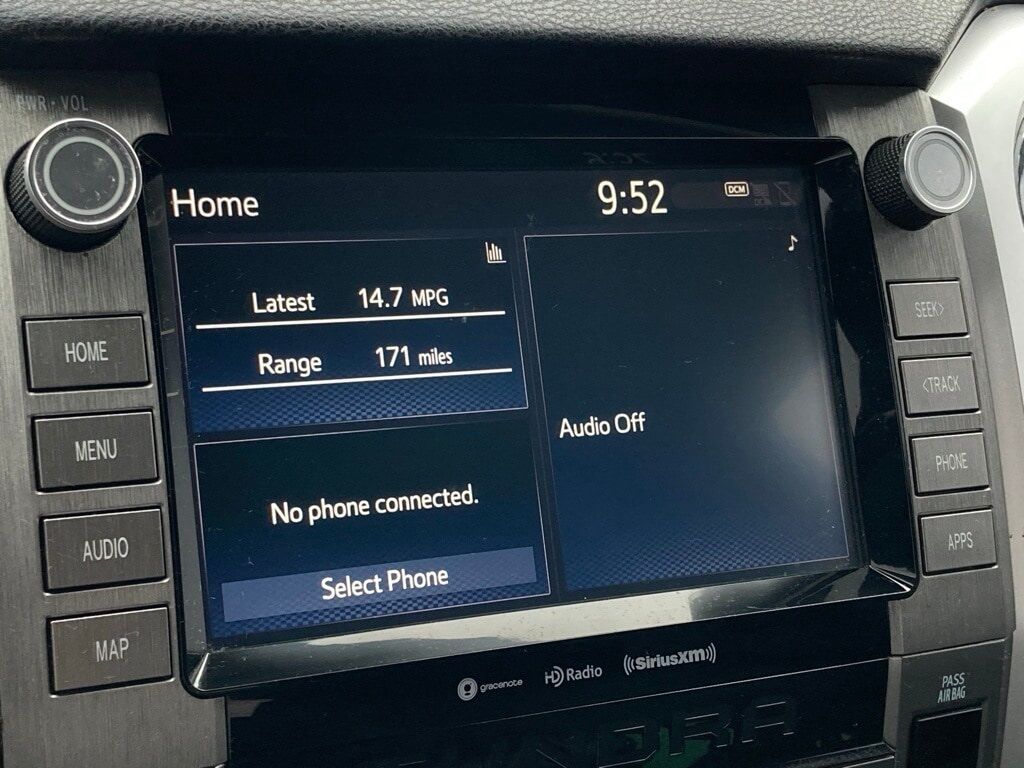 PWR • VOL
Home
9:52
DCM
Latest 14.7 MPG
Range 171 miles
No phone connected.
Select Phone
Audio Off
HOME
MENU
AUDIO
MAP
SEEK>
<TRACK
PHONE
APPS
gracenote
HD Radio
((SiriusXM))
PASS
AIR BAG
TUNDRA